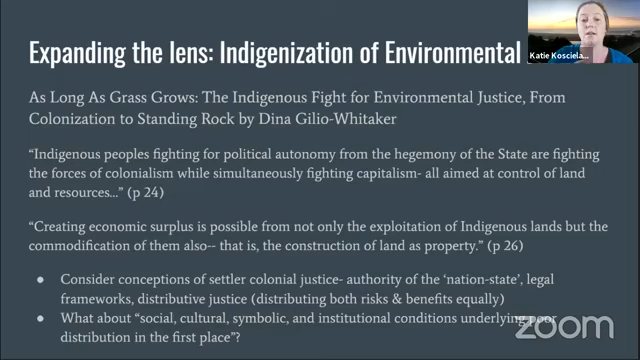 Expanding the lens: Indigenization of Environmental
Katie Kosciela...
As Long As Grass Grows: The Indigenous Fight for Environmental Justice, From
Colonization to Standing Rock by Dina Gilio-Whitaker
“Indigenous peoples fighting for political autonomy from the hegemony of the State are fighting
the forces of colonialism while simultaneously fighting capitalism- all aimed at control of land
and resources...” (p 24)
“Creating economic surplus is possible from not only the exploitation of Indigenous lands but the
commodification of them also-- that is, the construction of land as property.” (p 26)
● Consider conceptions of settler colonial justice- authority of the ‘nation-state’, legal
frameworks, distributive justice (distributing both risks & benefits equally)
● What about “social, cultural, symbolic, and institutional conditions underlying poor
distribution in the first place”?
zoom